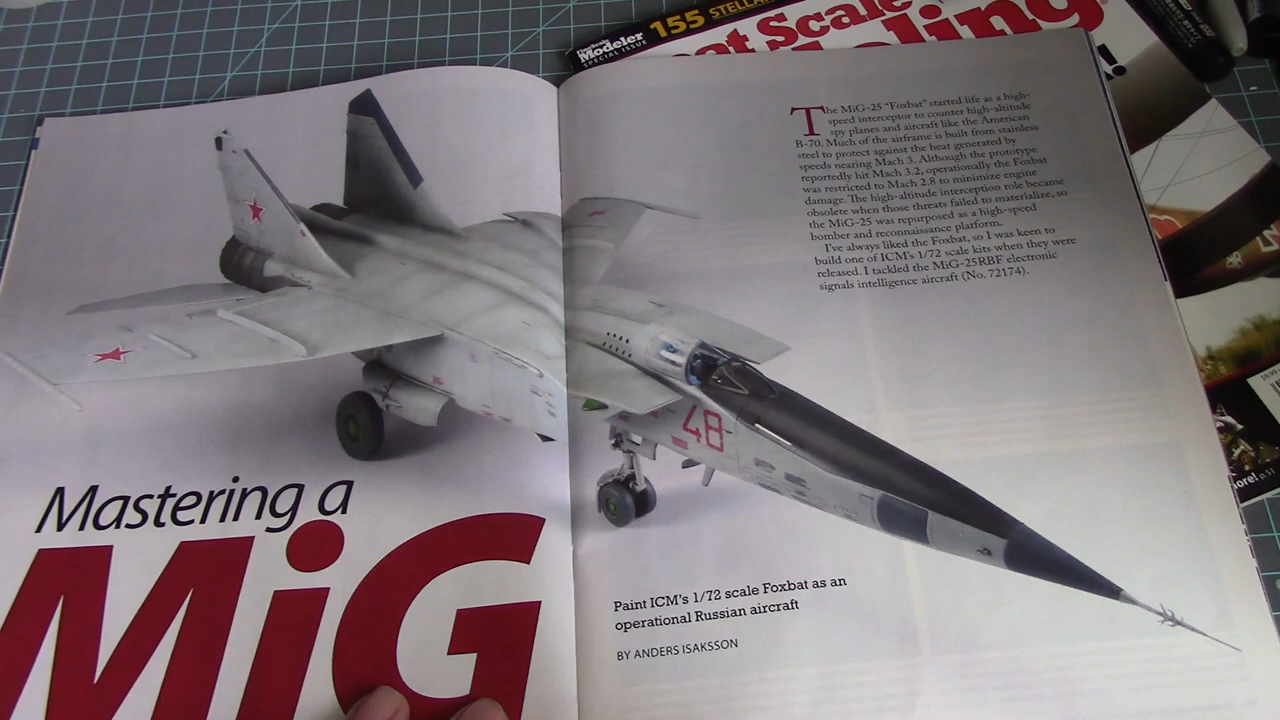 Modeler
SPECIAL ISSUE
155
at Scale
Mastering a
MiG
The MiG-25 "Foxbat" started life as a high-
speed interceptor to counter high-altitude
spy planes and aircraft like the American
B-70. Much of the airframe is built from stainless
steel to protect against the heat generated by
speeds nearing Mach 3. Although the prototype
reportedly hit Mach 3.2, operationally the Foxbat
was restricted to Mach 2.8 to minimize engine
damage. The high-altitude interception role became
obsolete when those threats failed to materialize, so
the MiG-25 was repurposed as a high-speed
bomber and reconnaissance platform.
I've always liked the Foxbat, so I was keen to
build one of ICM's 1/72 scale kits when they were
released. I tackled the MiG-25RBF electronic
signals intelligence aircraft (No. 72174).
48
Paint ICM's 1/72 scale Foxbat as an
operational Russian aircraft
BY ANDERS ISAKSSON